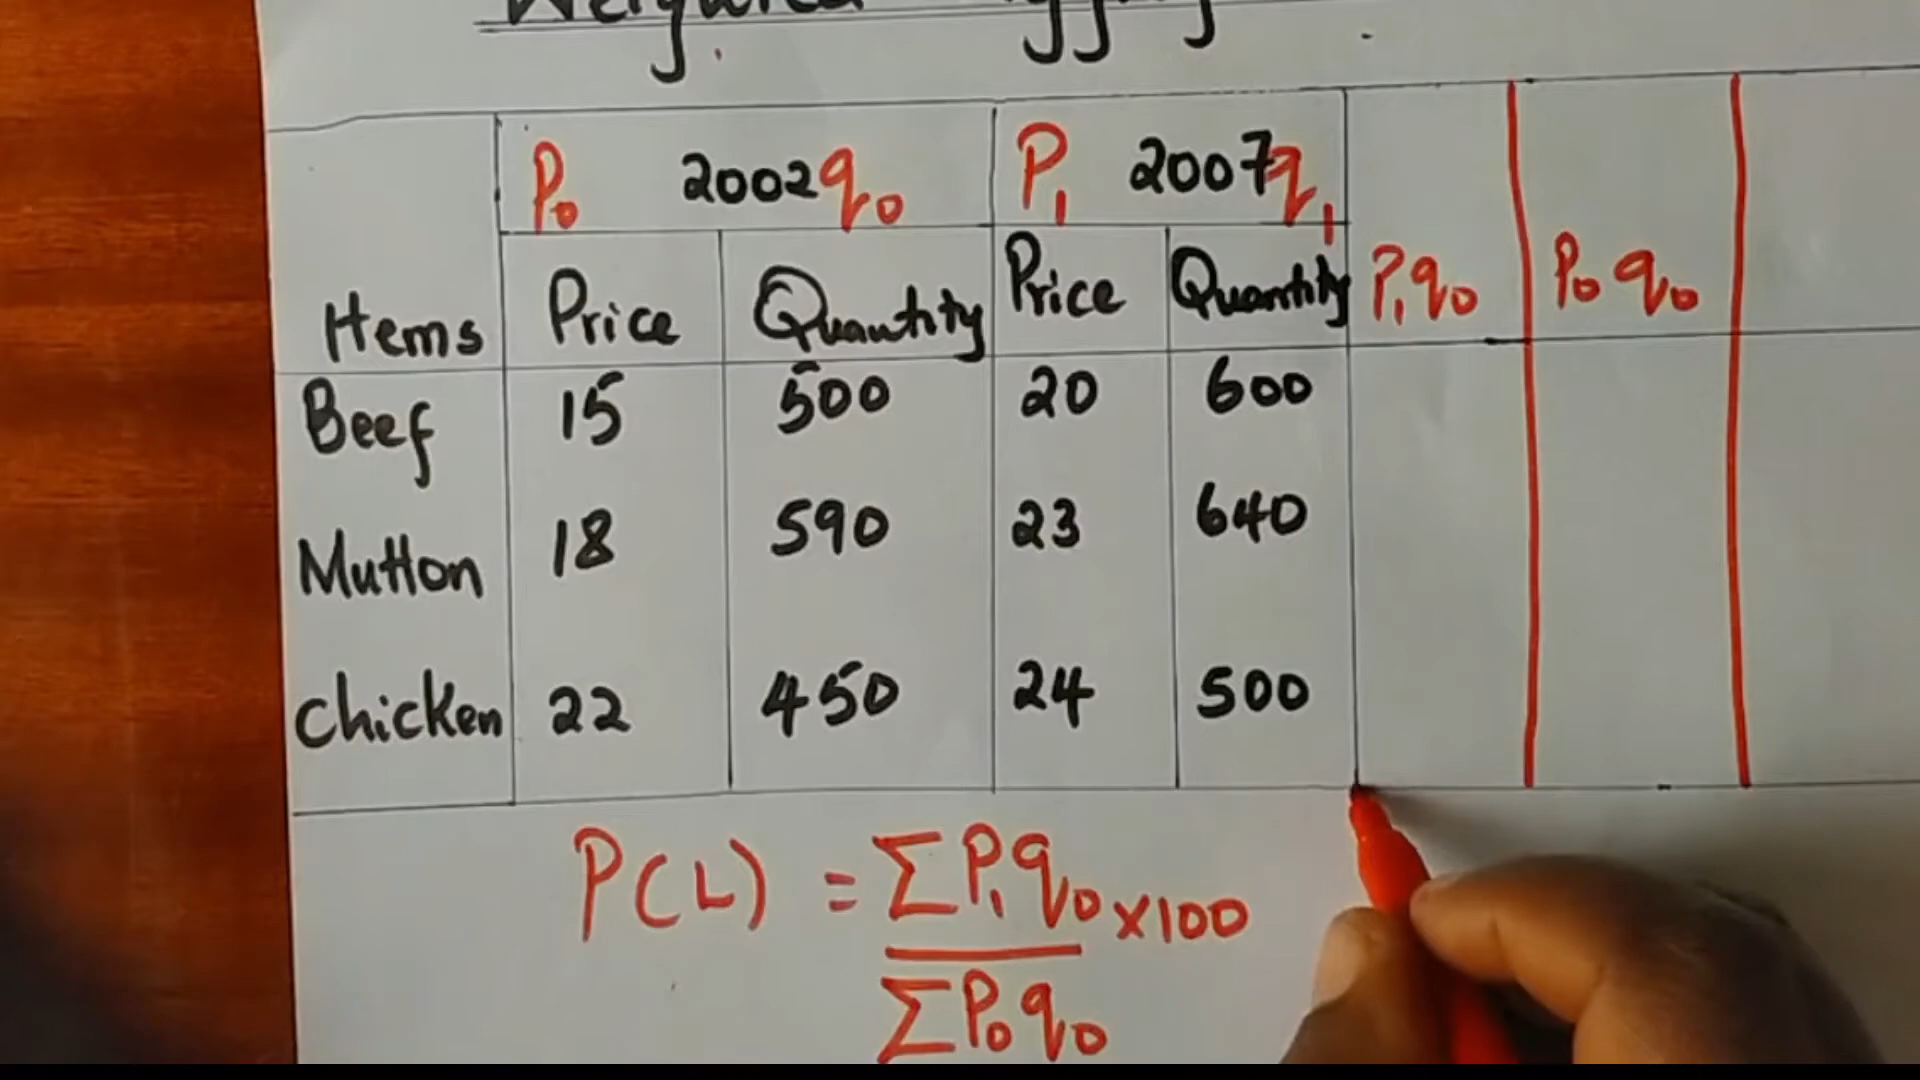 Weighted
P₀ 2002 q₀ P₁ 2007 q₁
Items Price Quantity Price Quantity P₁q₀ P₀q₀
Beef 15 500 20 600
Mutton 18 590 23 640
chicken 22 450 24 500
P(L) = ΣP₁q₀ x100
ΣP₀q₀